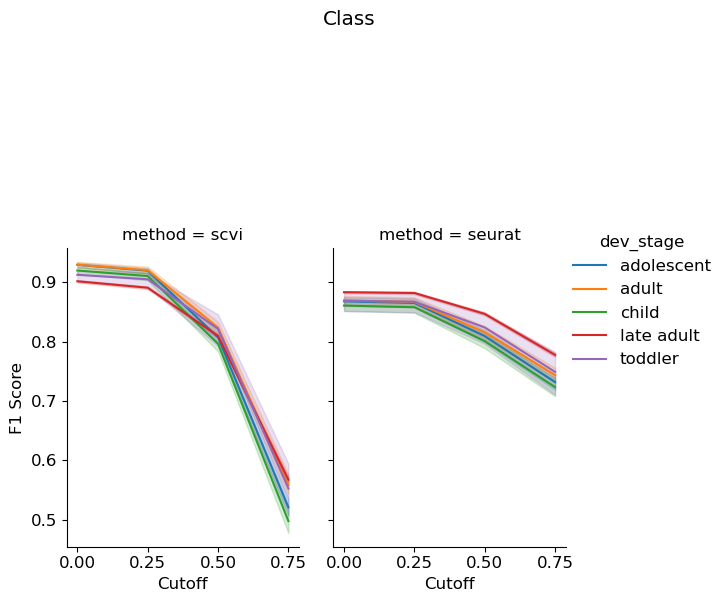 Class
method = scvi
method = seurat
dev_stage
adolescent
adult
child
late adult
toddler
F1 Score
0.9
0.8
0.7
0.6
0.5
0.00 0.25 0.50 0.75
0.00 0.25 0.50 0.75
Cutoff
Cutoff